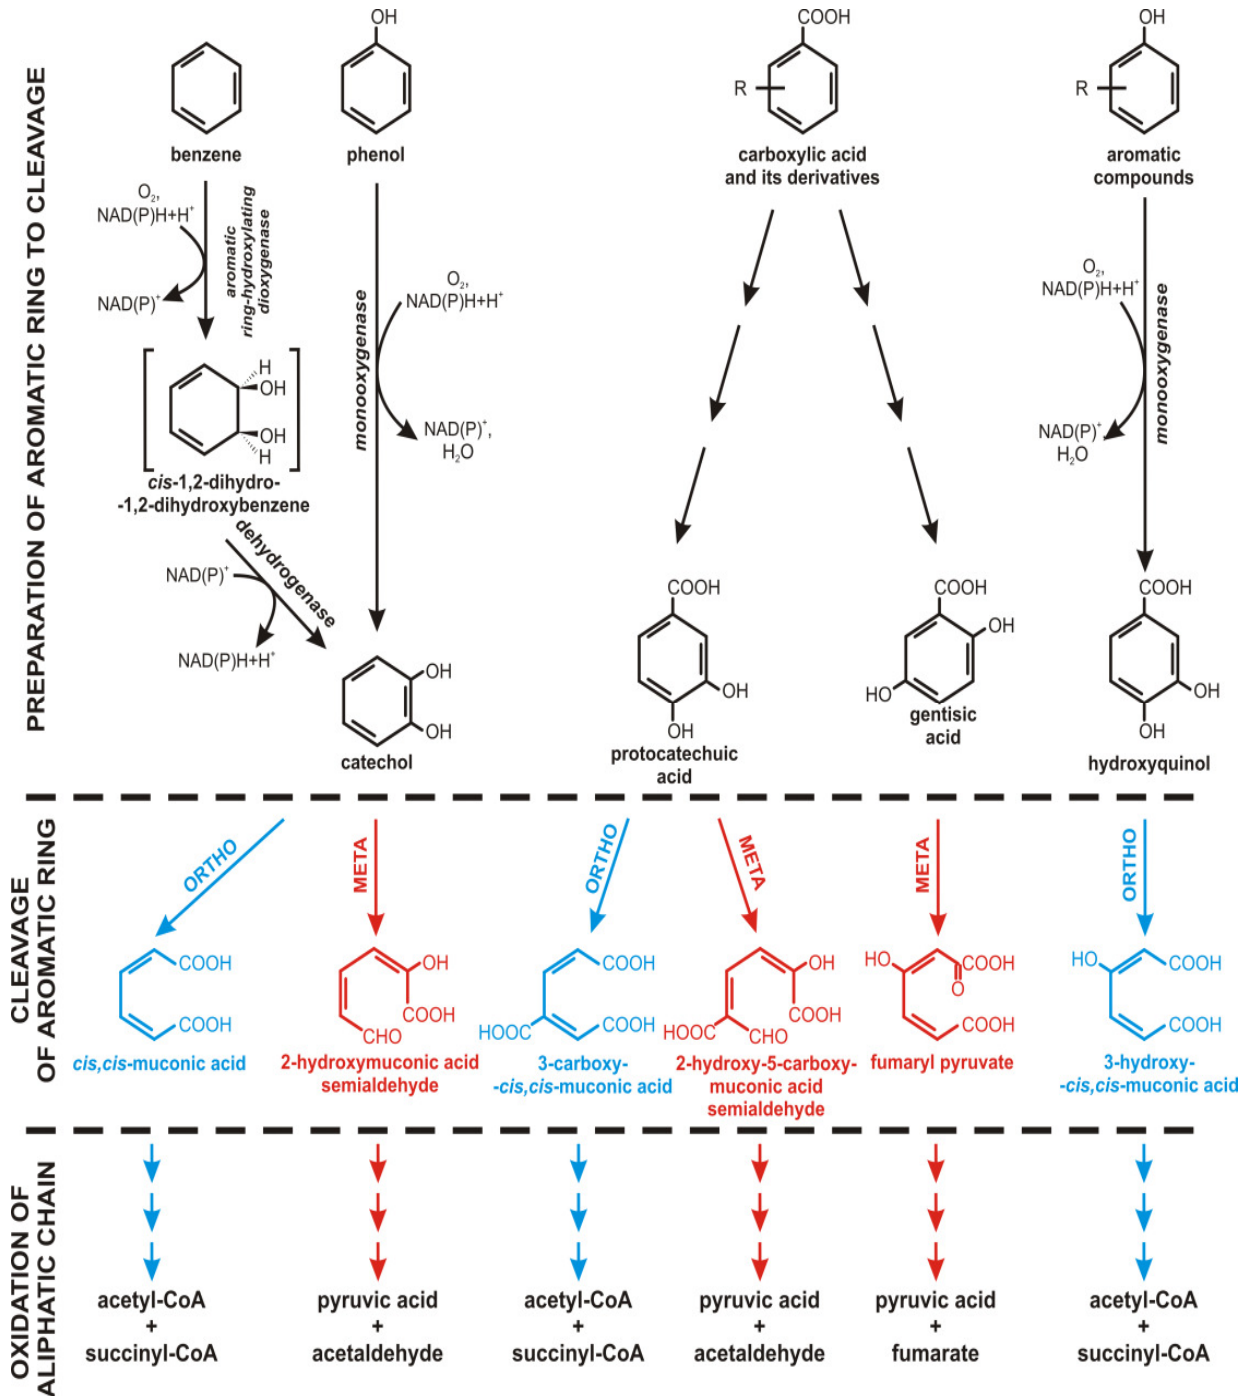 PREPARATION OF AROMATIC RING TO CLEAVAGE
benzene
O₂,
NAD(P)H+H⁺
NAD(P)⁺
aromatic
ring-hydroxylating
dioxygenase
H
OH
OH
H
cis-1,2-dihydro-
-1,2-dihydroxybenzene
dehydrogenase
NAD(P)⁺
NAD(P)H+H⁺
OH
phenol
monooxygenase
O₂,
NAD(P)H+H⁺
NAD(P)⁺,
H₂O
OH
OH
catechol
COOH
R
carboxylic acid
and its derivatives
COOH
OH
OH
protocatechuic
acid
COOH
OH
HO
gentisic
acid
OH
R
aromatic
compounds
O₂,
NAD(P)H+H⁺
monooxygenase
NAD(P)⁺,
H₂O
COOH
OH
OH
hydroxyquinol
CLEAVAGE
OF AROMATIC RING
ORTHO
COOH
COOH
cis,cis-muconic acid
META
OH
COOH
CHO
2-hydroxymuconic acid
semialdehyde
ORTHO
COOH
COOH
HOOC
3-carboxy-
-cis,cis-muconic acid
META
OH
COOH
HOOC
CHO
2-hydroxy-5-carboxy-
muconic acid
semialdehyde
META
HO
COOH
O
COOH
fumaryl pyruvate
ORTHO
HO
COOH
COOH
3-hydroxy-
-cis,cis-muconic acid
OXIDATION OF
ALIPHATIC CHAIN
acetyl-CoA
+
succinyl-CoA
pyruvic acid
+
acetaldehyde
acetyl-CoA
+
succinyl-CoA
pyruvic acid
+
acetaldehyde
pyruvic acid
+
fumarate
acetyl-CoA
+
succinyl-CoA